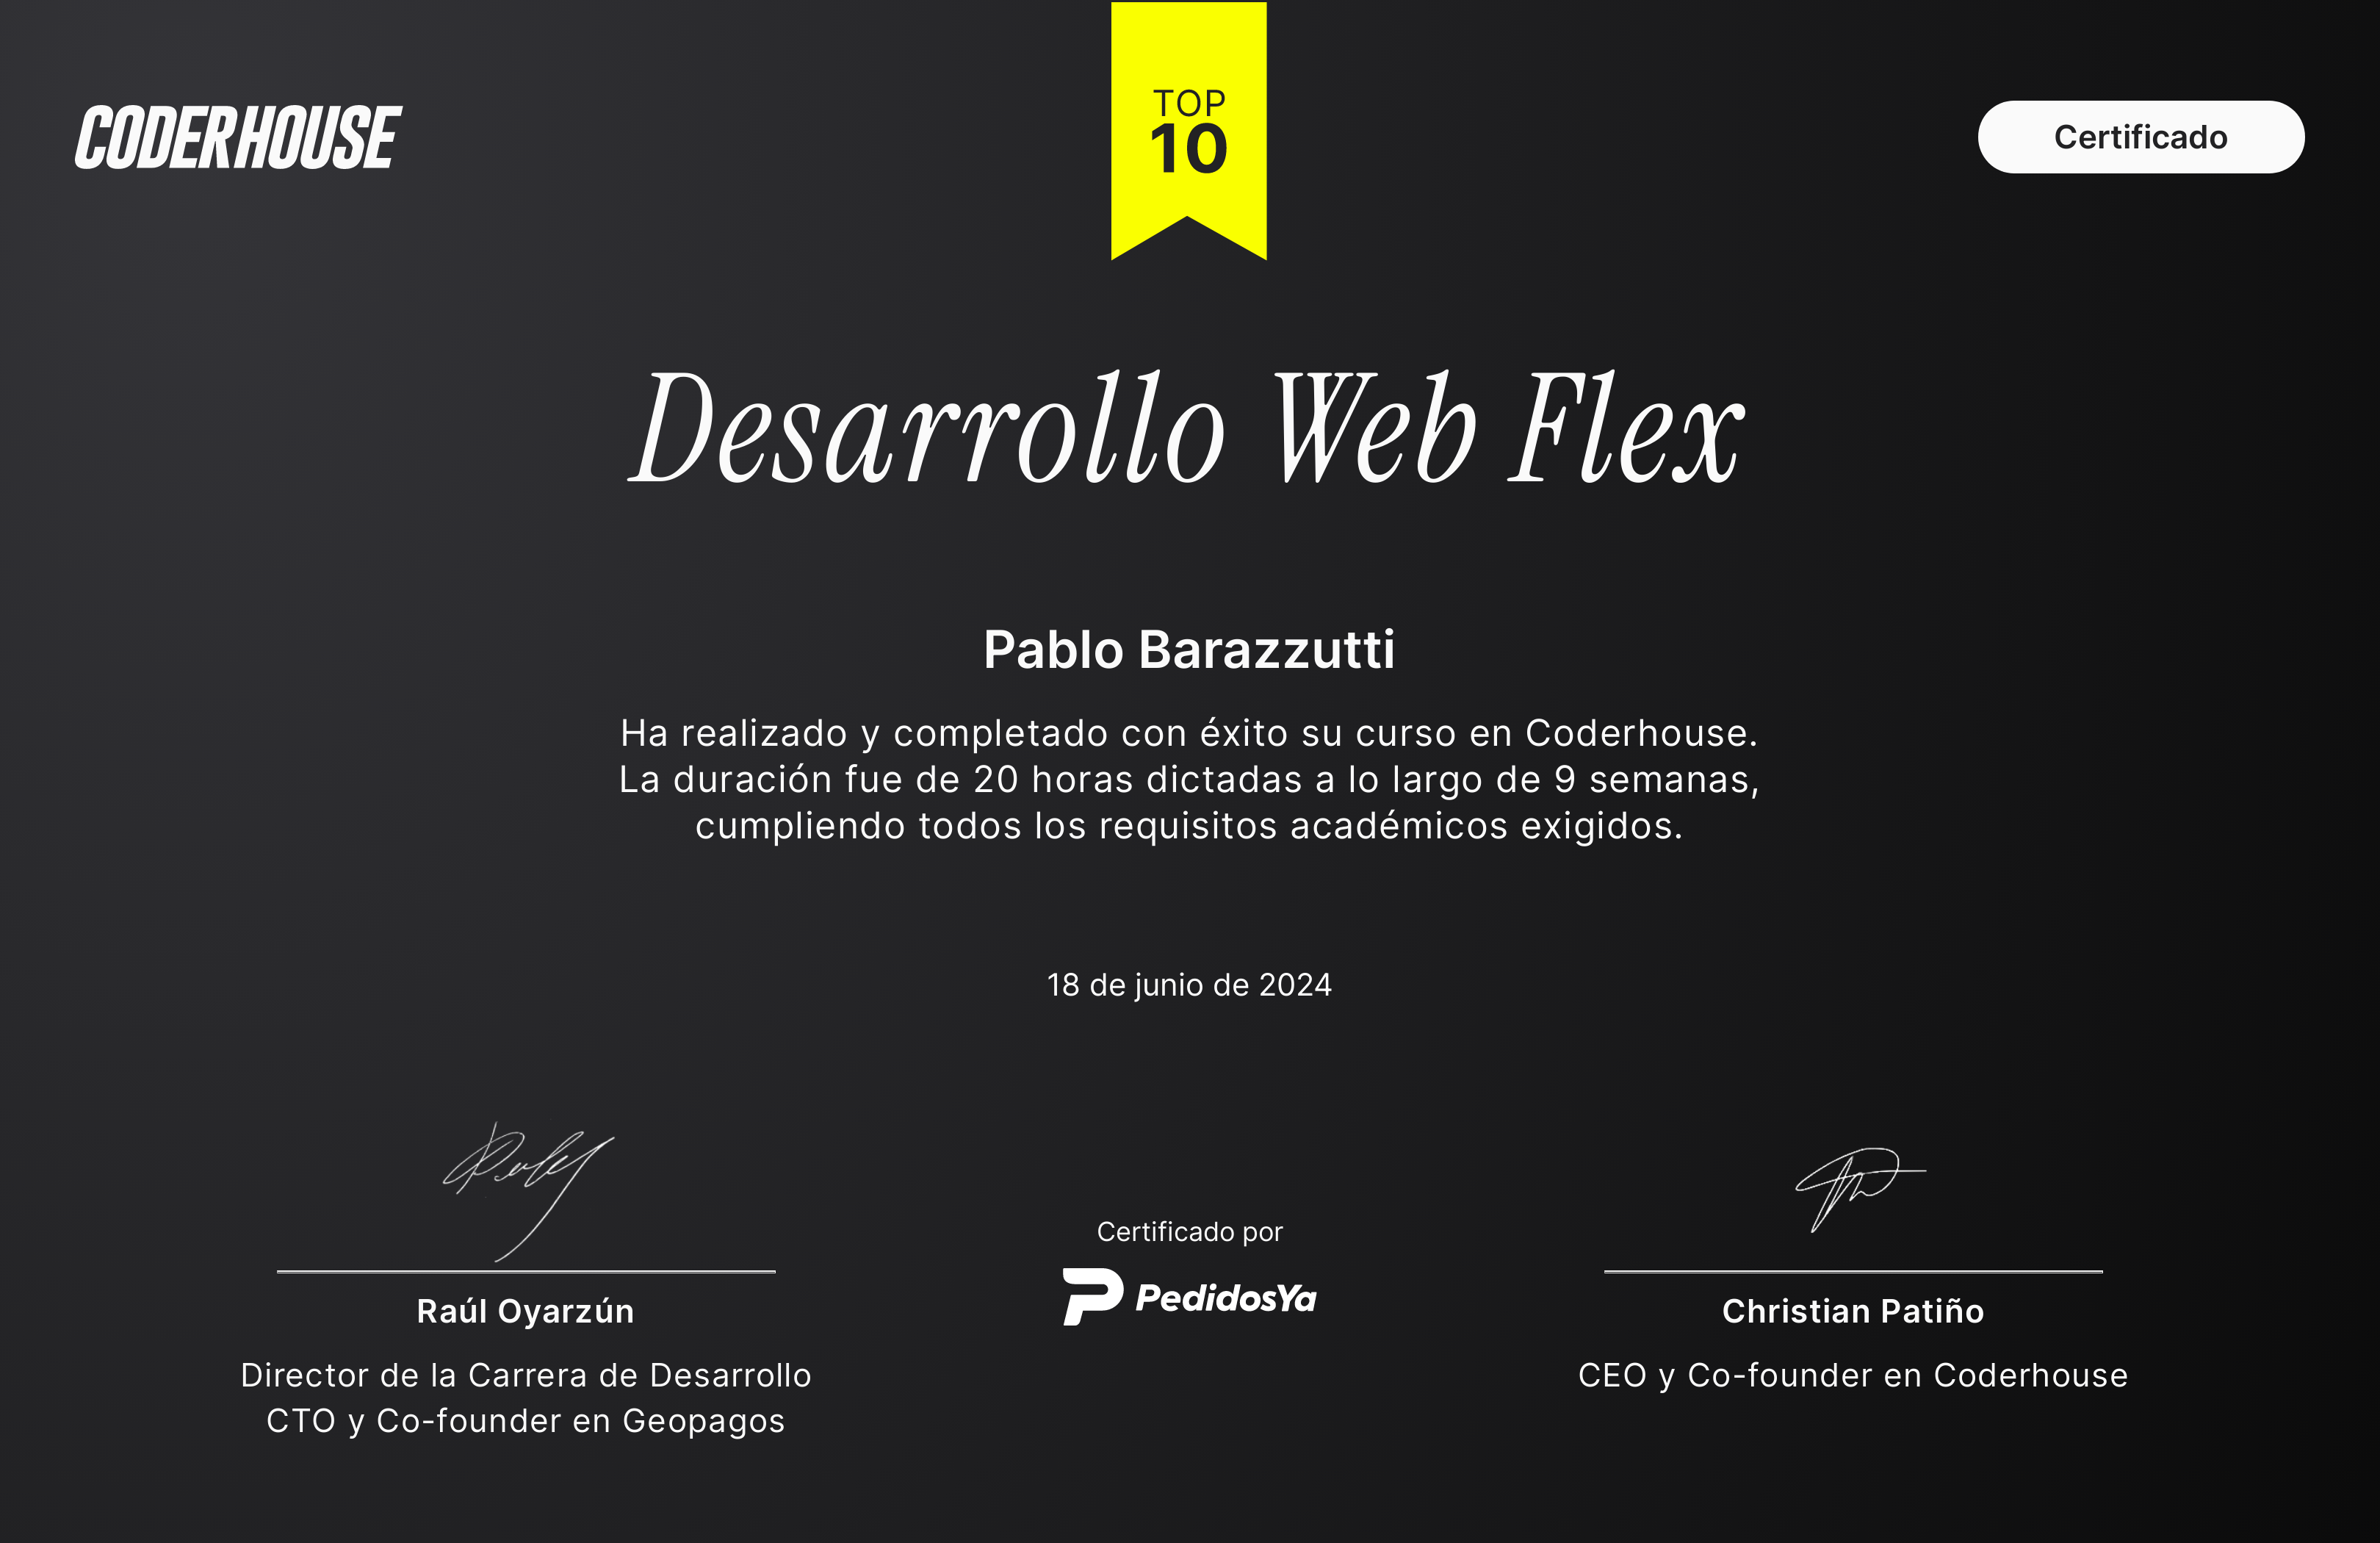 CODERHOUSE
TOP
10
Certificado
Desarrollo Web Flex
Pablo Barazzutti
Ha realizado y completado con éxito su curso en Coderhouse.
La duración fue de 20 horas dictadas a lo largo de 9 semanas,
cumpliendo todos los requisitos académicos exigidos.
18 de junio de 2024
Raúl Oyarzún
Director de la Carrera de Desarrollo
CTO y Co-founder en Geopagos
Certificado por
PedidosYa
Christian Patiño
CEO y Co-founder en Coderhouse